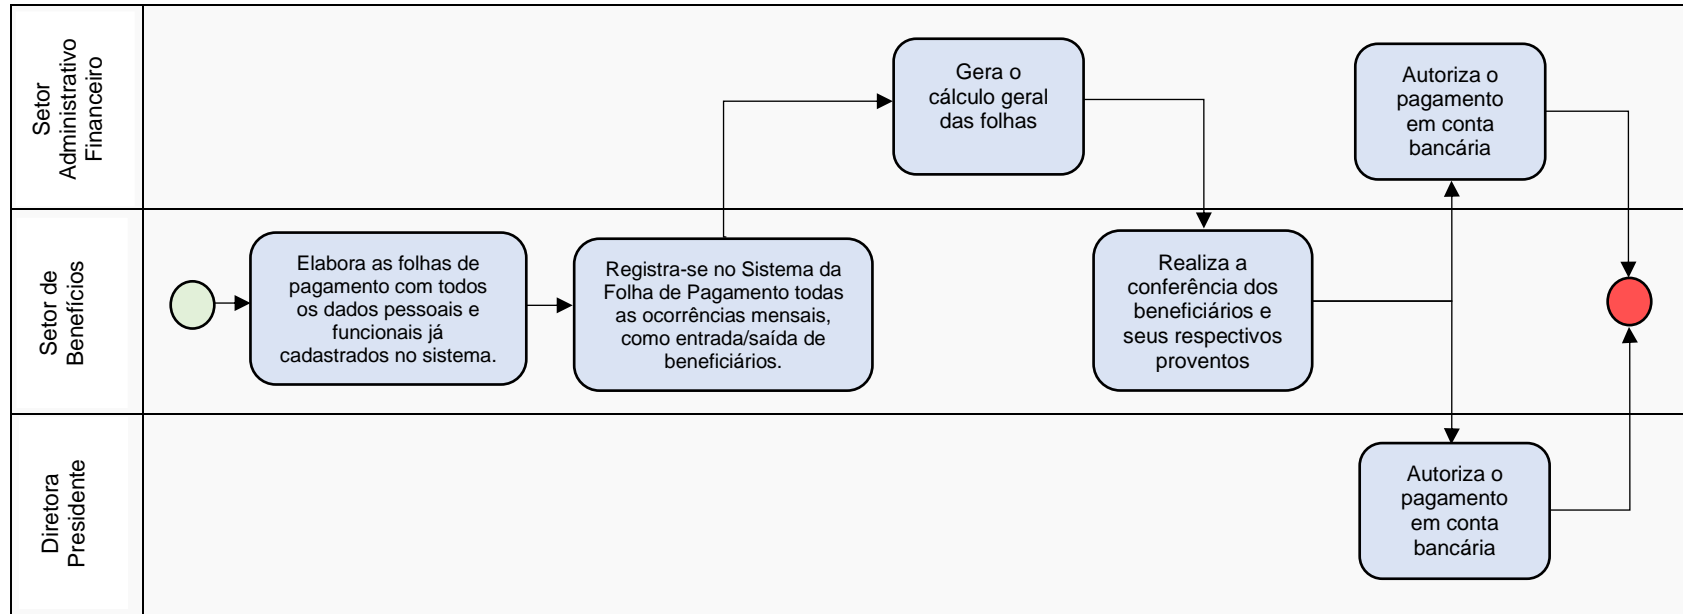 Setor
Administrativo
Financeiro
Gera o
cálculo geral
das folhas
Autoriza o
pagamento
em conta
bancária
Setor de
Benefícios
Elabora as folhas de
pagamento com todos
os dados pessoais e
funcionais já
cadastrados no sistema.
Registra-se no Sistema da
Folha de Pagamento todas
as ocorrências mensais,
como entrada/saída de
beneficiários.
Realiza a
conferência dos
beneficiários e
seus respectivos
proventos
Diretora
Presidente
Autoriza o
pagamento
em conta
bancária